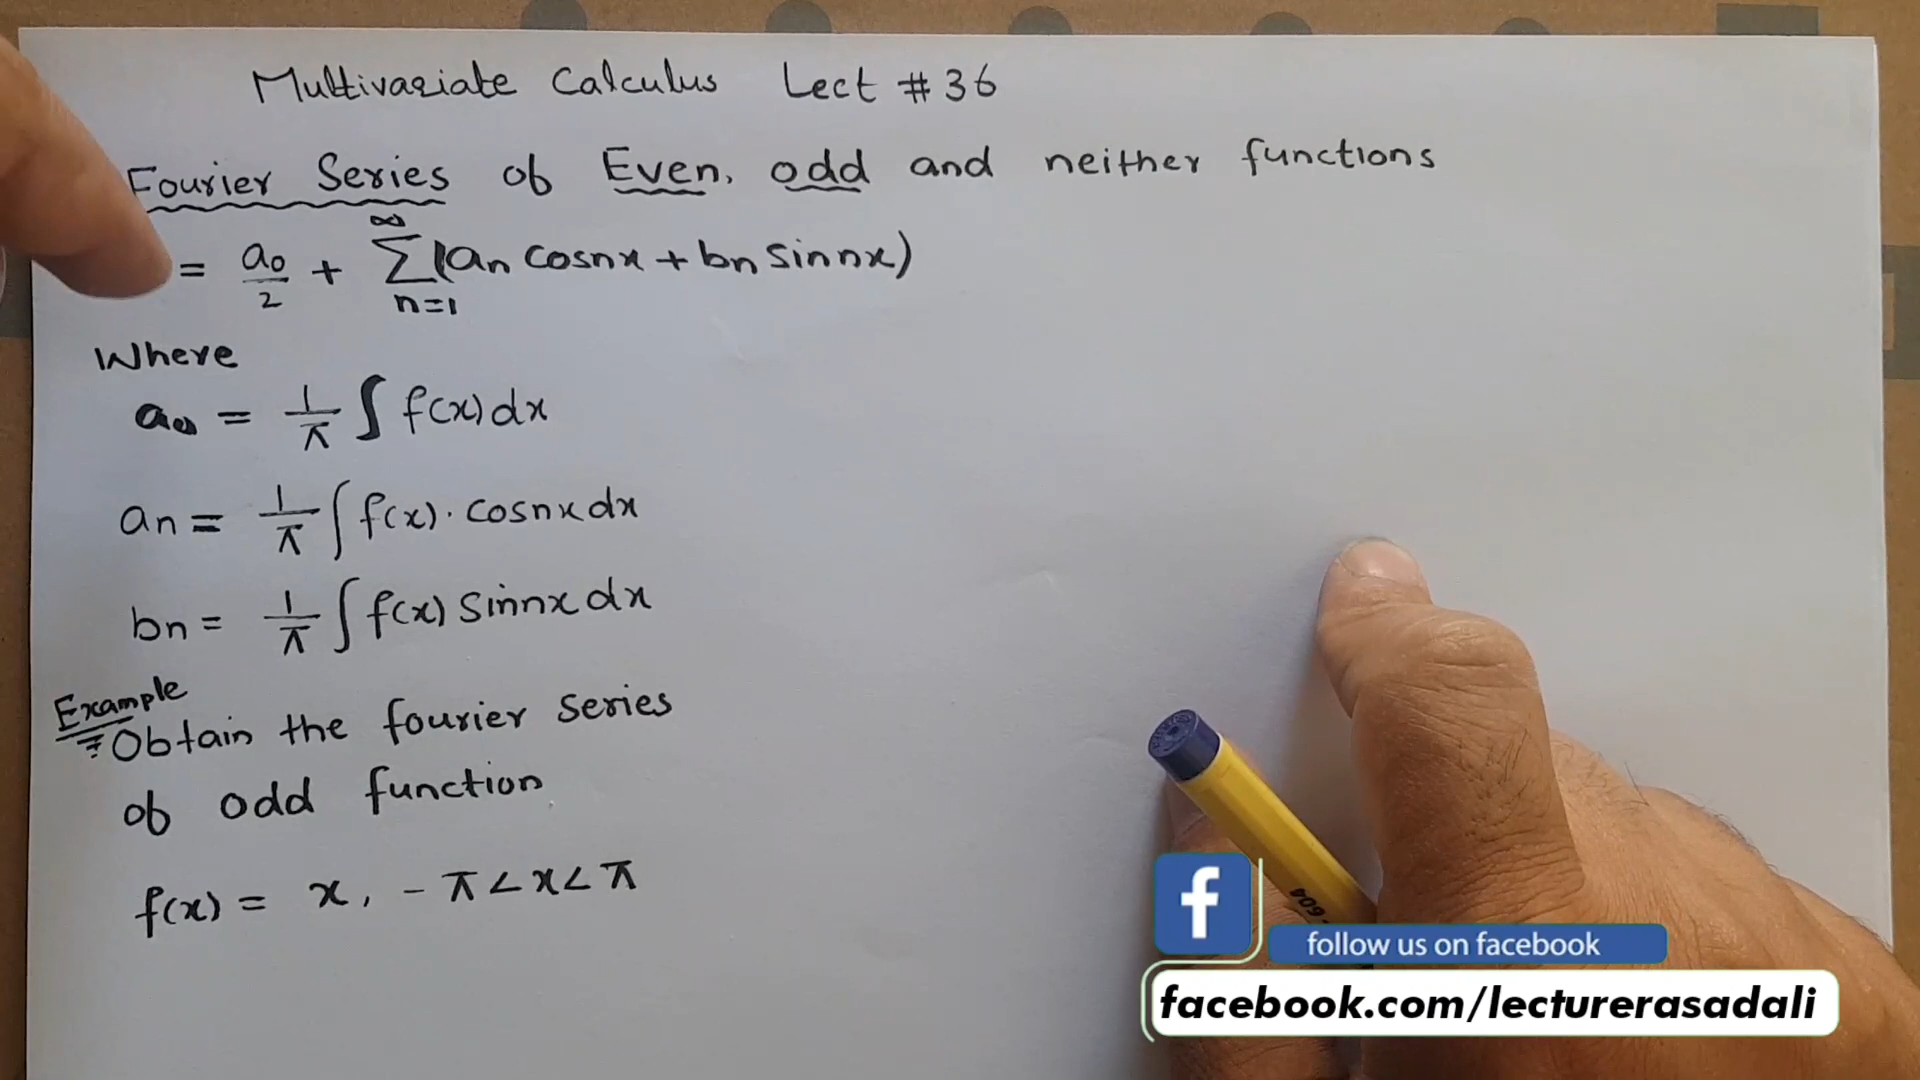 Multivariate Calculus Lect # 36
Fourier Series of Even, odd and neither functions
= a0/2 + ∞∑n=1 (an cosnx + bn sinnx)
Where
a0 = 1/π ∫ f(x) dx
an = 1/π ∫ f(x) · cosnx dx
bn = 1/π ∫ f(x) sinnx dx
Example
Obtain the fourier series
of odd function
f(x) = x, - π < x < π
604
f
follow us on facebook
facebook.com/lecturerasadali